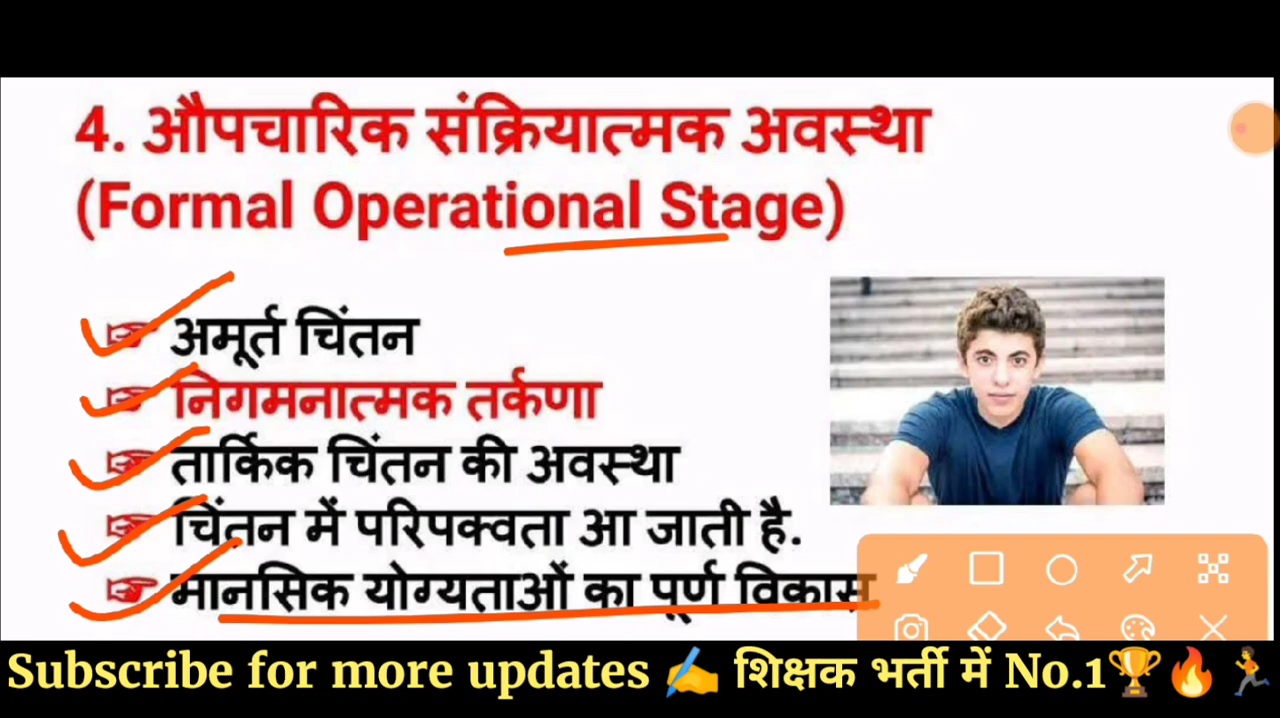 4. औपचारिक संक्रियात्मक अवस्था
(Formal Operational Stage)
☞ अमूर्त चिंतन
☞ निगमनात्मक तर्कणा
☞ तार्किक चिंतन की अवस्था
☞ चिंतन में परिपक्वता आ जाती है.
☞ मानसिक योग्यताओं का पूर्ण विकास
Subscribe for more updates ✍️ शिक्षक भर्ती में No.1🏆🔥🏃